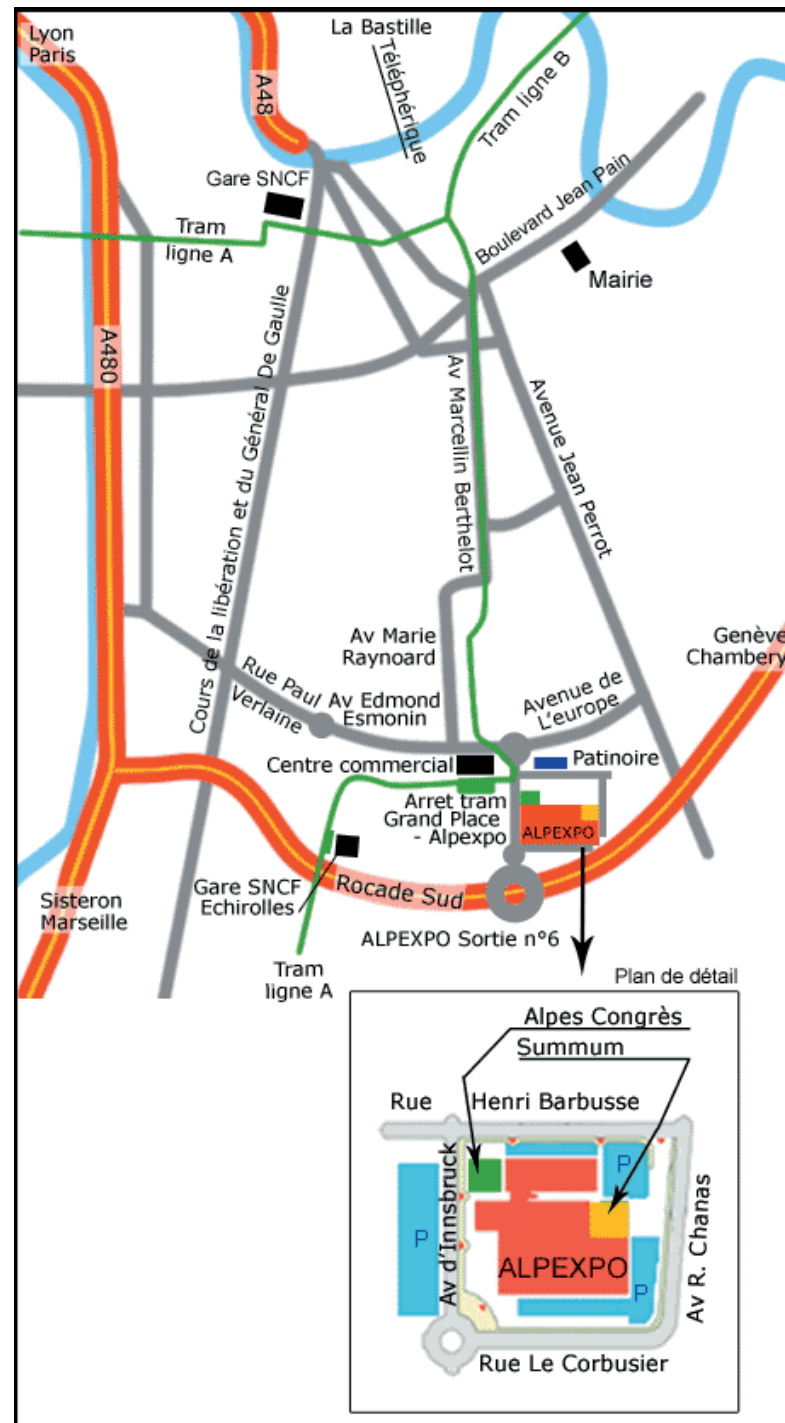 Lyon
Paris
A48
La Bastille
Téléphérique
Tram ligne B
Gare SNCF
Boulevard Jean Pain
Tram
ligne A
Mairie
A480
Cours de la libération et du Général De Gaulle
Av Marcellin Berthelot
Avenue Jean Perrot
Av Marie
Raynoard
Genève
Chambery
Rue Paul
Verlaine
Av Edmond
Esmonin
Avenue de
L'europe
Centre commercial
Patinoire
Arret tram
Grand Place
- Alpexpo
ALPEXPO
Gare SNCF
Echirolles
Rocade Sud
Sisteron
Marseille
ALPEXPO Sortie n°6
Tram
ligne A
Plan de détail
Alpes Congrès
Summum
Rue
Henri Barbusse
Av d'Innsbruck
P
P
P
ALPEXPO
Av R. Chanas
Rue Le Corbusier